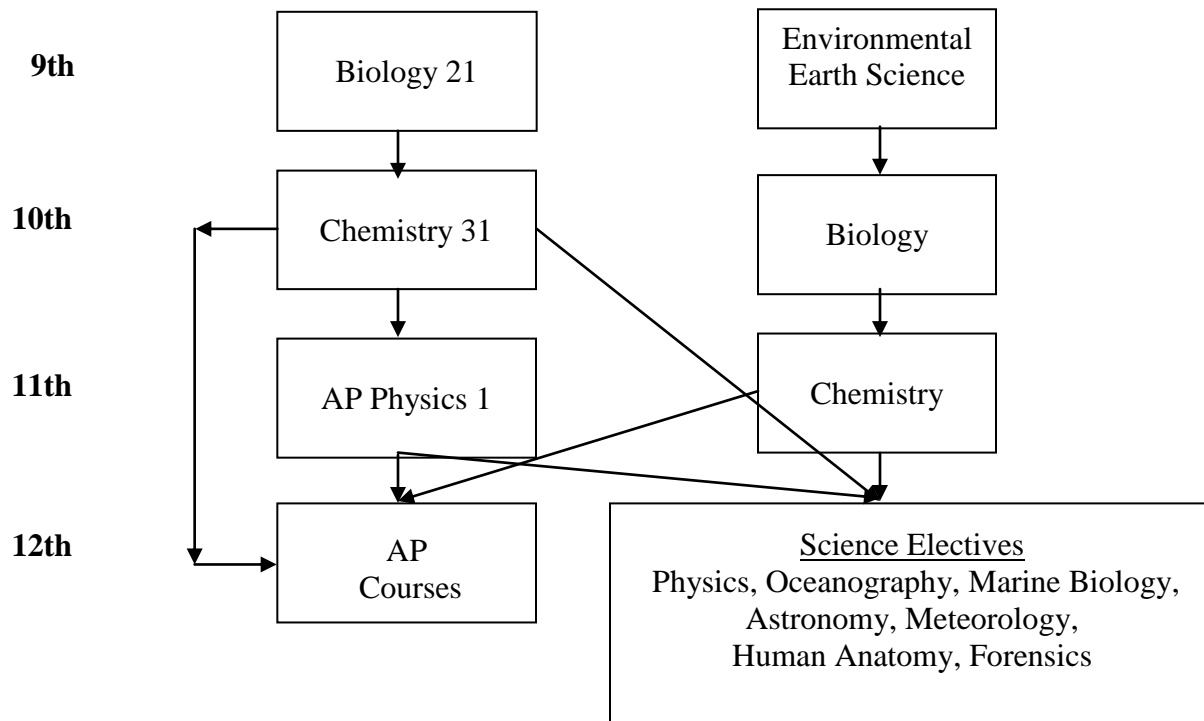 9th
Biology 21
Environmental
Earth Science
10th
Chemistry 31
Biology
11th
AP Physics 1
Chemistry
12th
AP
Courses
Science Electives
Physics, Oceanography, Marine Biology,
Astronomy, Meteorology,
Human Anatomy, Forensics